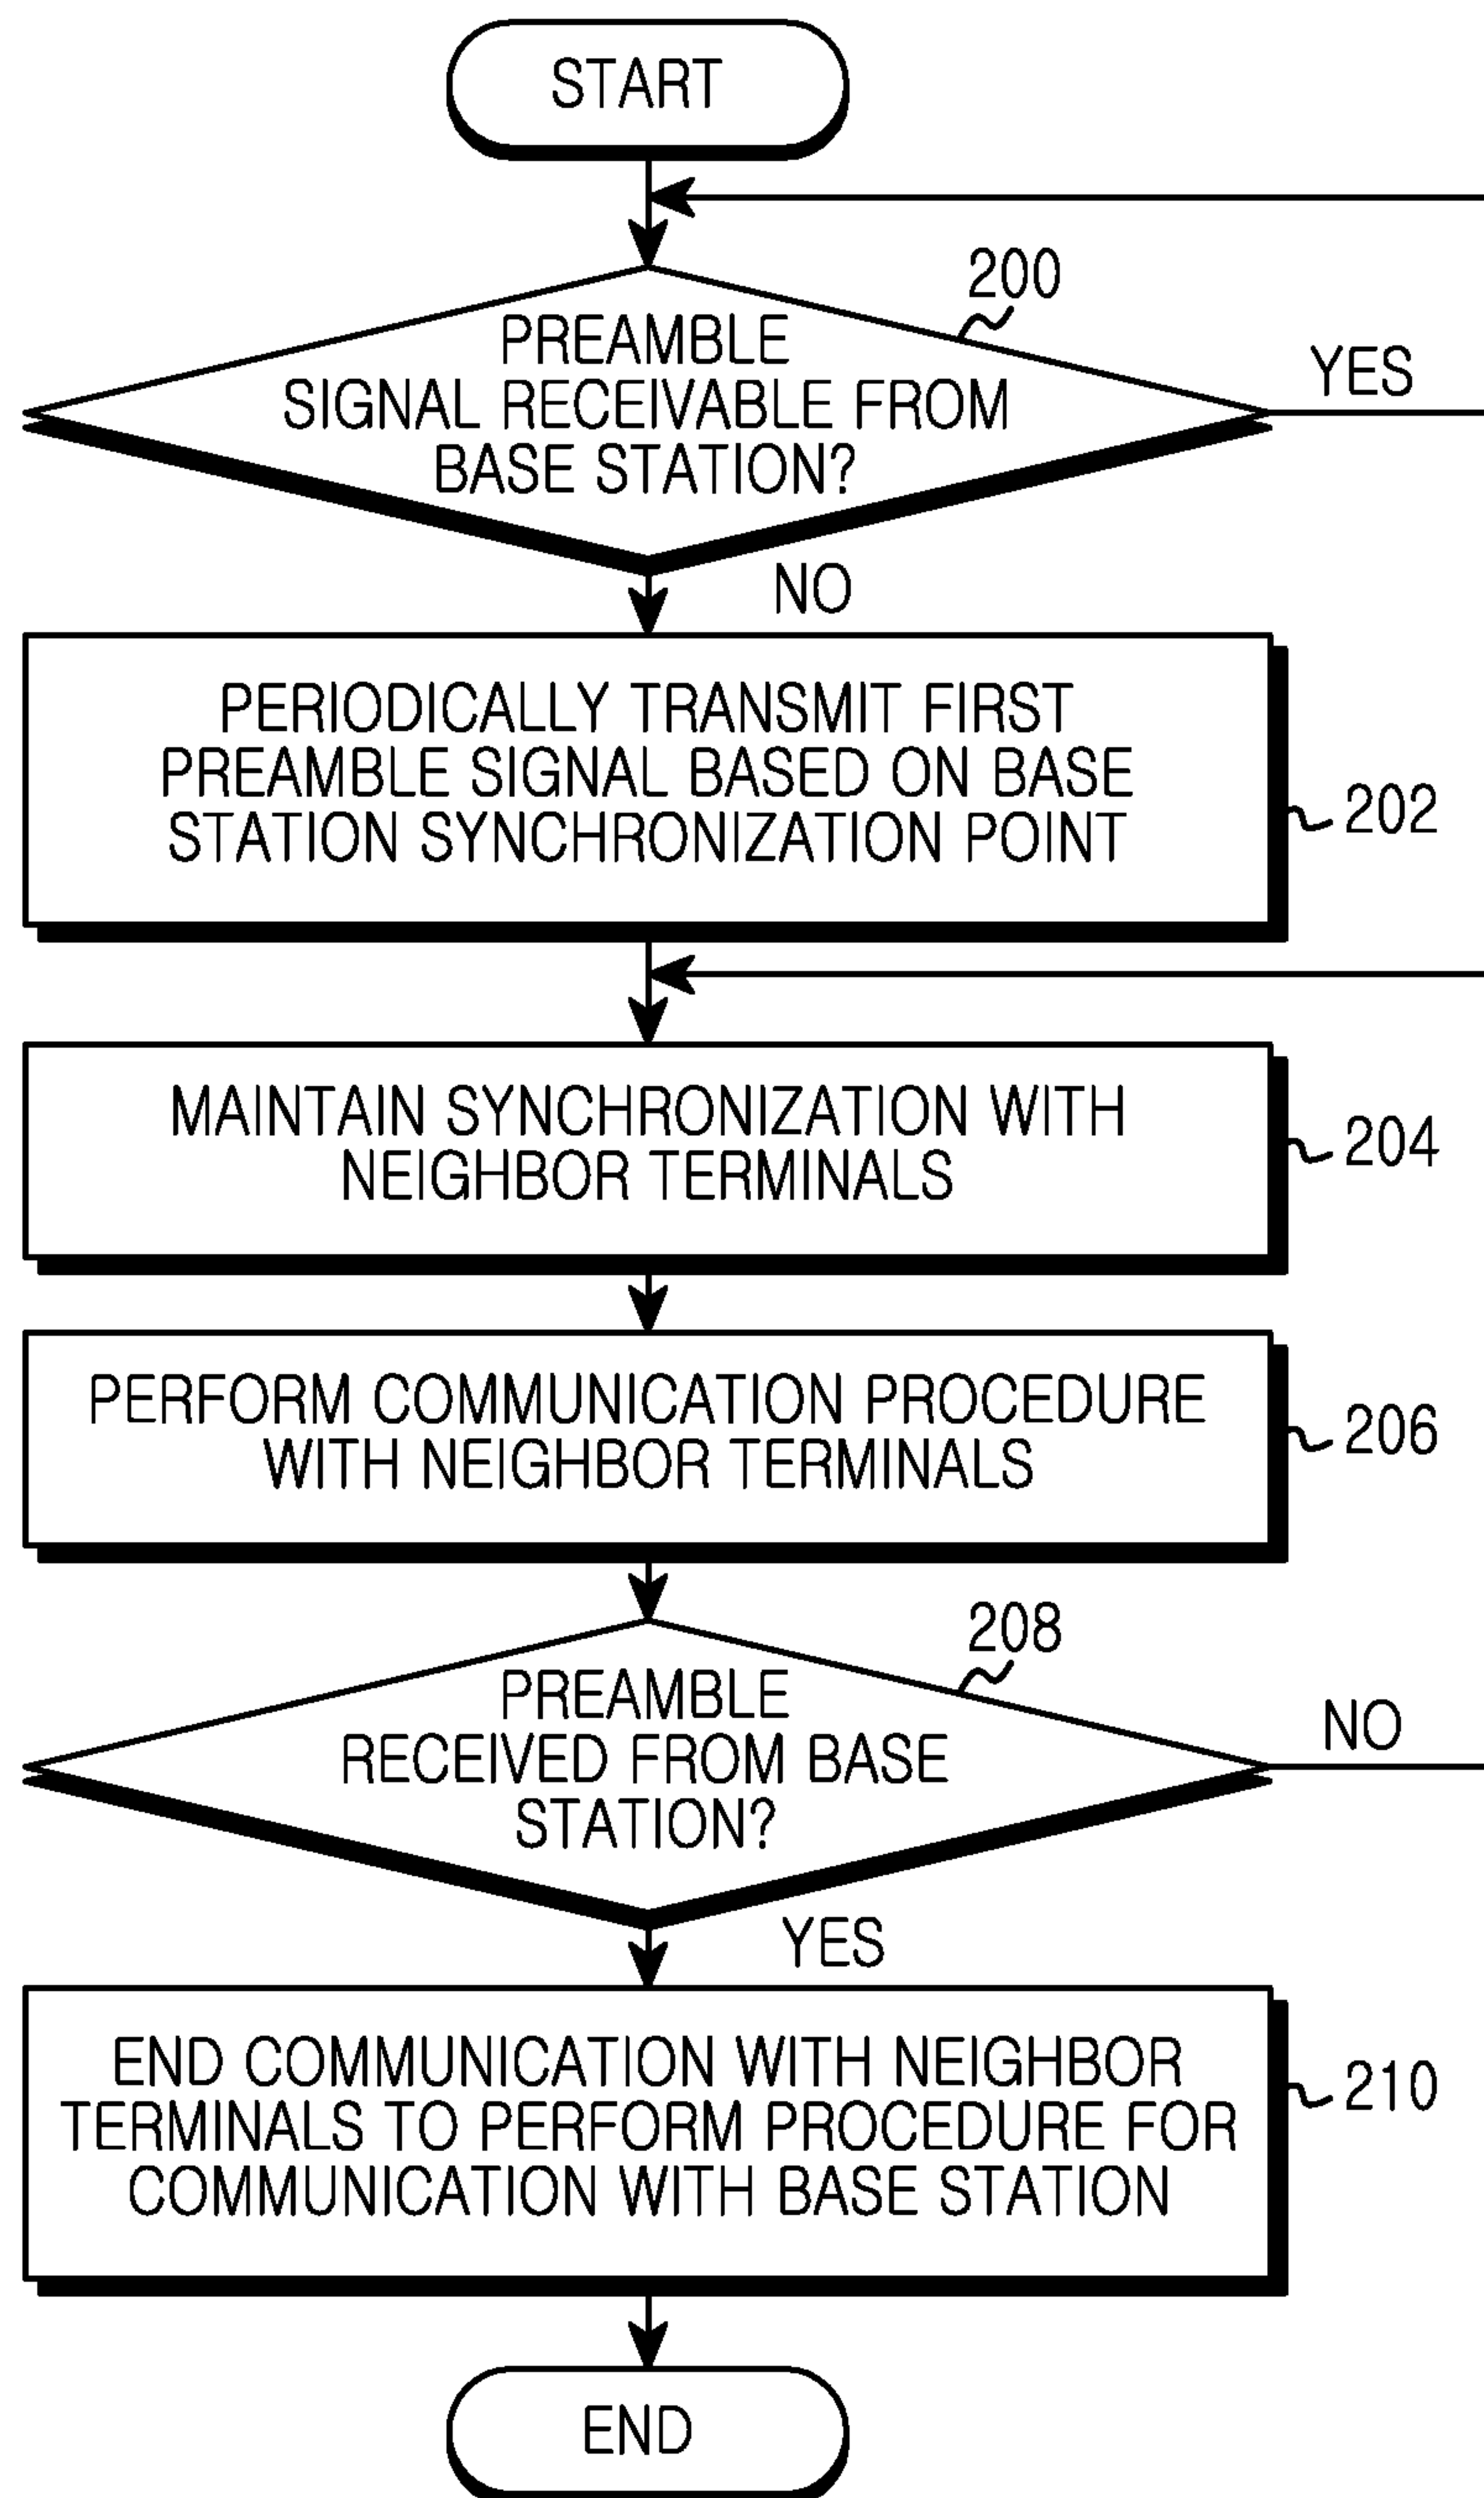 START
200
PREAMBLE
SIGNAL RECEIVABLE FROM
BASE STATION?
YES
NO
PERIODICALLY TRANSMIT FIRST
PREAMBLE SIGNAL BASED ON BASE
STATION SYNCHRONIZATION POINT
202
MAINTAIN SYNCHRONIZATION WITH
NEIGHBOR TERMINALS
204
PERFORM COMMUNICATION PROCEDURE
WITH NEIGHBOR TERMINALS
206
208
PREAMBLE
RECEIVED FROM BASE
STATION?
NO
YES
END COMMUNICATION WITH NEIGHBOR
TERMINALS TO PERFORM PROCEDURE FOR
COMMUNICATION WITH BASE STATION
210
END